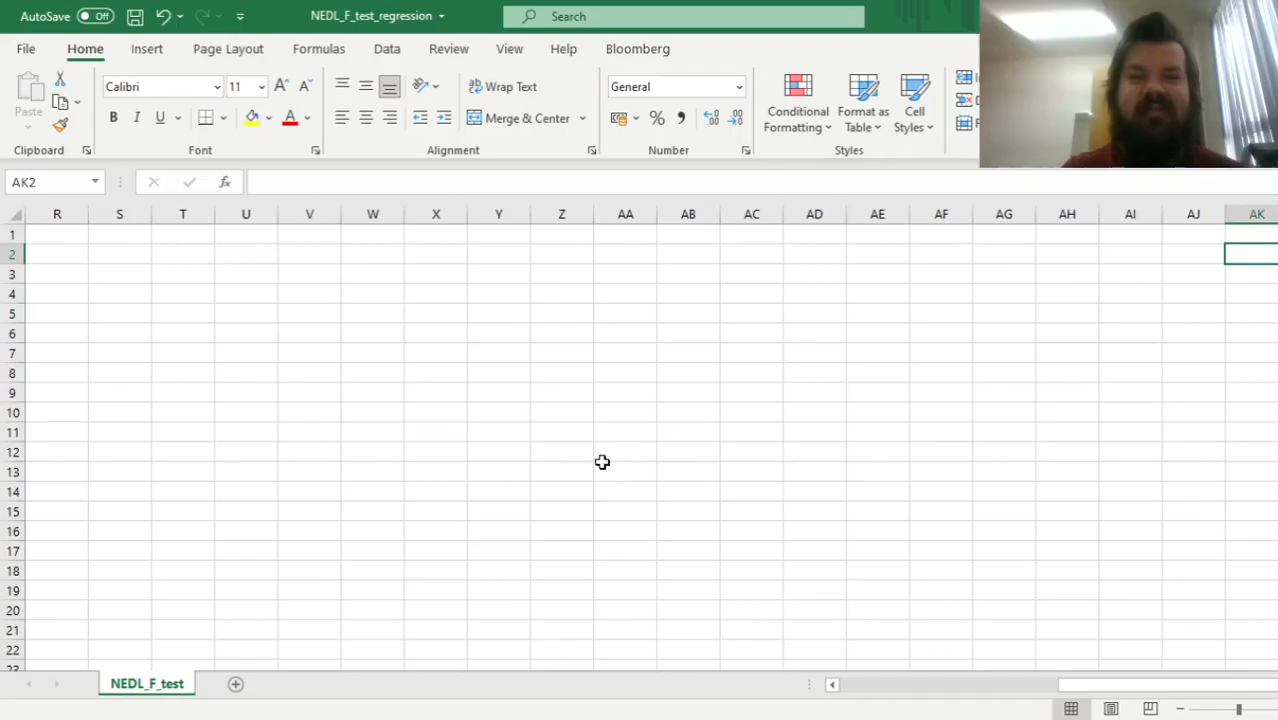 AutoSave Off NEDL_F_test_regression Search
File Home Insert Page Layout Formulas Data Review View Help Bloomberg
Calibri 11 Wrap Text General
Paste B I U Merge & Center % Conditional Formatting Format as Table Cell Styles
Clipboard Font Alignment Number Styles
AK2 fx
R S T U V W X Y Z AA AB AC AD AE AF AG AH AI AJ AK
1
2
3
4
5
6
7
8
9
10
11
12
13
14
15
16
17
18
19
20
21
22
23
NEDL_F_test